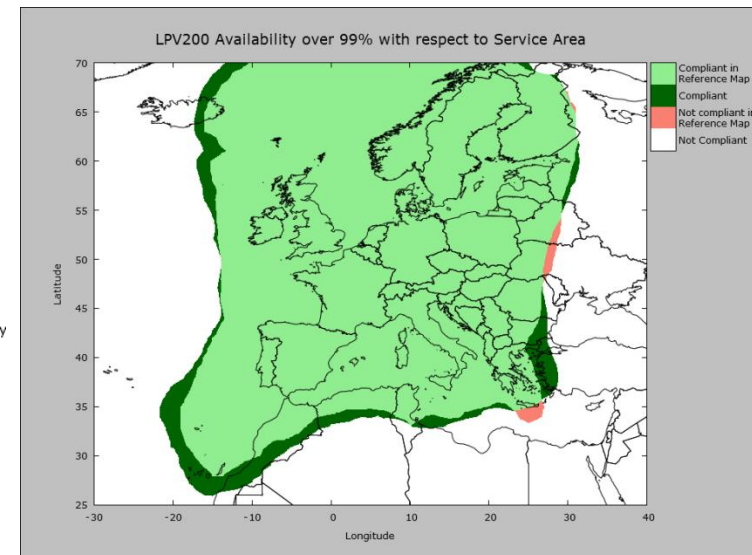 LPV200 Availability over 99% with respect to Service Area
70
65
60
55
50
45
40
35
30
25
Latitude
-30
-20
-10
0
10
20
30
40
Longitude
Compliant in
Reference Map
Compliant
Not compliant in
Reference Map
Not Compliant
y